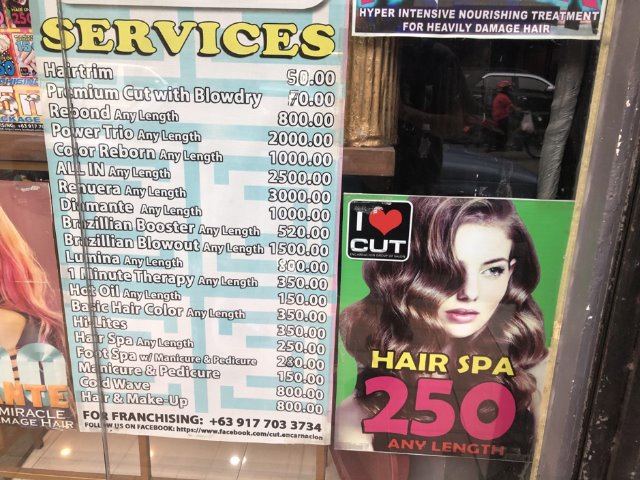 HYPER INTENSIVE NOURISHING TREATMENT
FOR HEAVILY DAMAGE HAIR
SERVICES
Hairtrim 50.00
Premium Cut with Blowdry 70.00
Rebond Any Length 800.00
Power Trio Any Length 2000.00
Color Reborn Any Length 1000.00
ALL IN Any Length 2500.00
Renuera Any Length 3000.00
Diamante Any Length 1000.00
Brazillian Booster Any Length 520.00
Brazillian Blowout Any Length 1500.00
Lumina Any Length 800.00
1 Minute Therapy Any Length 350.00
Hot Oil Any Length 150.00
Basic Hair Color Any Length 350.00
Hi-Lites 350.00
Hair Spa Any Length 250.00
Foot Spa w/ Manicure & Pedicure 280.00
Manicure & Pedicure 150.00
Cold Wave 800.00
Hair & Make-Up 800.00
FOR FRANCHISING: +63 917 703 3734
FOLLOW US ON FACEBOOK: https://www.facebook.com/cut.encarnacion
I
CUT
ENCARNACION GROUP OF SALON
HAIR SPA
250
ANY LENGTH
MIRACLE